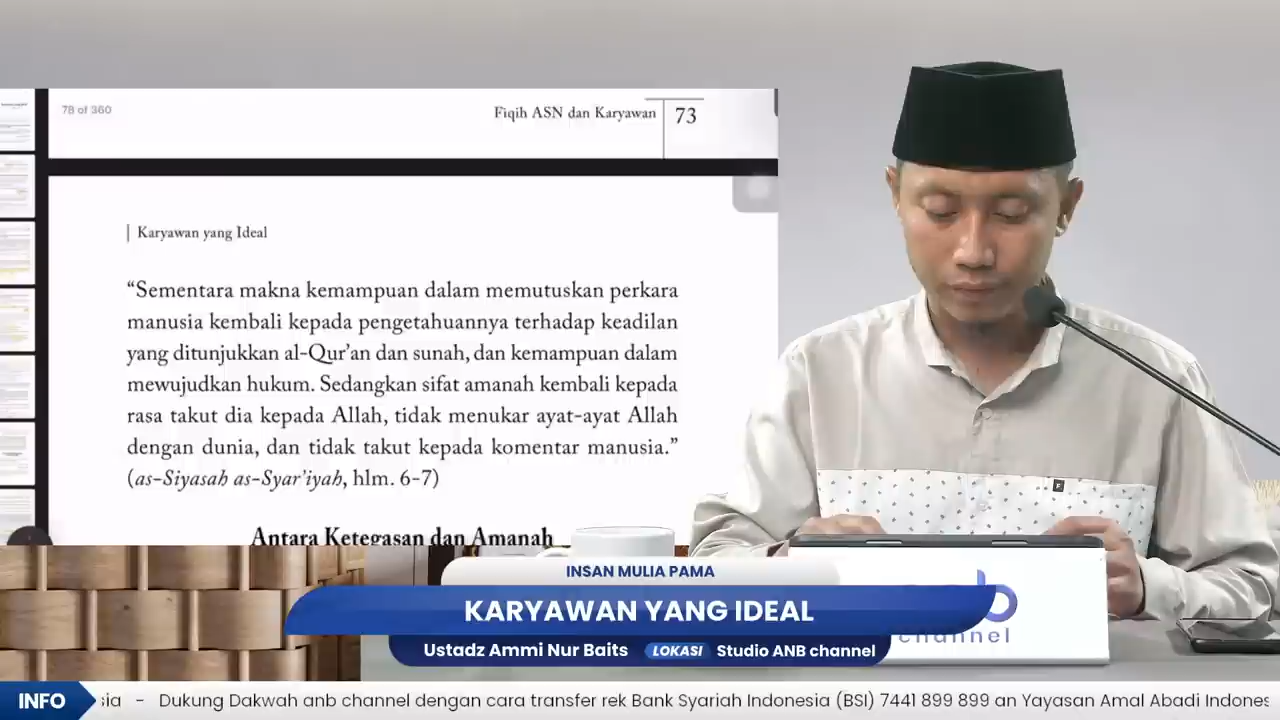 78 of 360
Fiqih ASN dan Karyawan 73
Karyawan yang Ideal
“Sementara makna kemampuan dalam memutuskan perkara
manusia kembali kepada pengetahuannya terhadap keadilan
yang ditunjukkan al-Qur’an dan sunah, dan kemampuan dalam
mewujudkan hukum. Sedangkan sifat amanah kembali kepada
rasa takut dia kepada Allah, tidak menukar ayat-ayat Allah
dengan dunia, dan tidak takut kepada komentar manusia.”
(as-Siyasah as-Syar’iyah, hlm. 6-7)
Antara Ketegasan dan Amanah
INSAN MULIA PAMA
KARYAWAN YANG IDEAL
Ustadz Ammi Nur Baits LOKASI Studio ANB channel
channel
INFO sia - Dukung Dakwah anb channel dengan cara transfer rek Bank Syariah Indonesia (BSI) 7441 899 899 an Yayasan Amal Abadi Indones